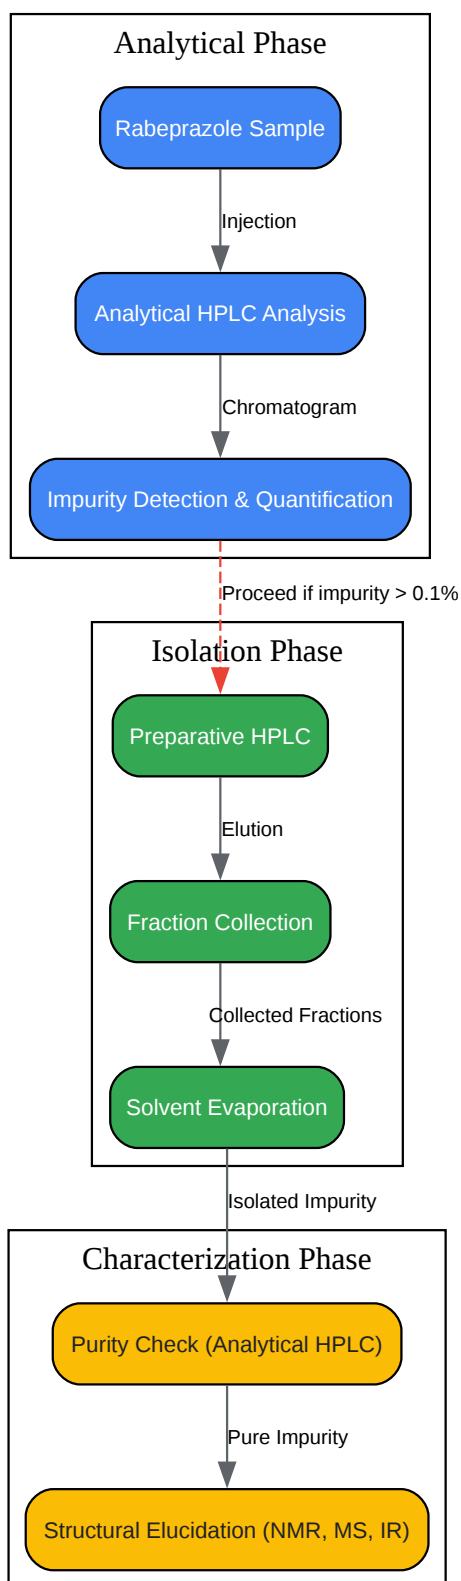 Analytical Phase
Rabeprazole Sample
Injection
Analytical HPLC Analysis
Chromatogram
Impurity Detection & Quantification
Proceed if impurity > 0.1%
Isolation Phase
Preparative HPLC
Elution
Fraction Collection
Collected Fractions
Solvent Evaporation
Isolated Impurity
Characterization Phase
Purity Check (Analytical HPLC)
Pure Impurity
Structural Elucidation (NMR, MS, IR)